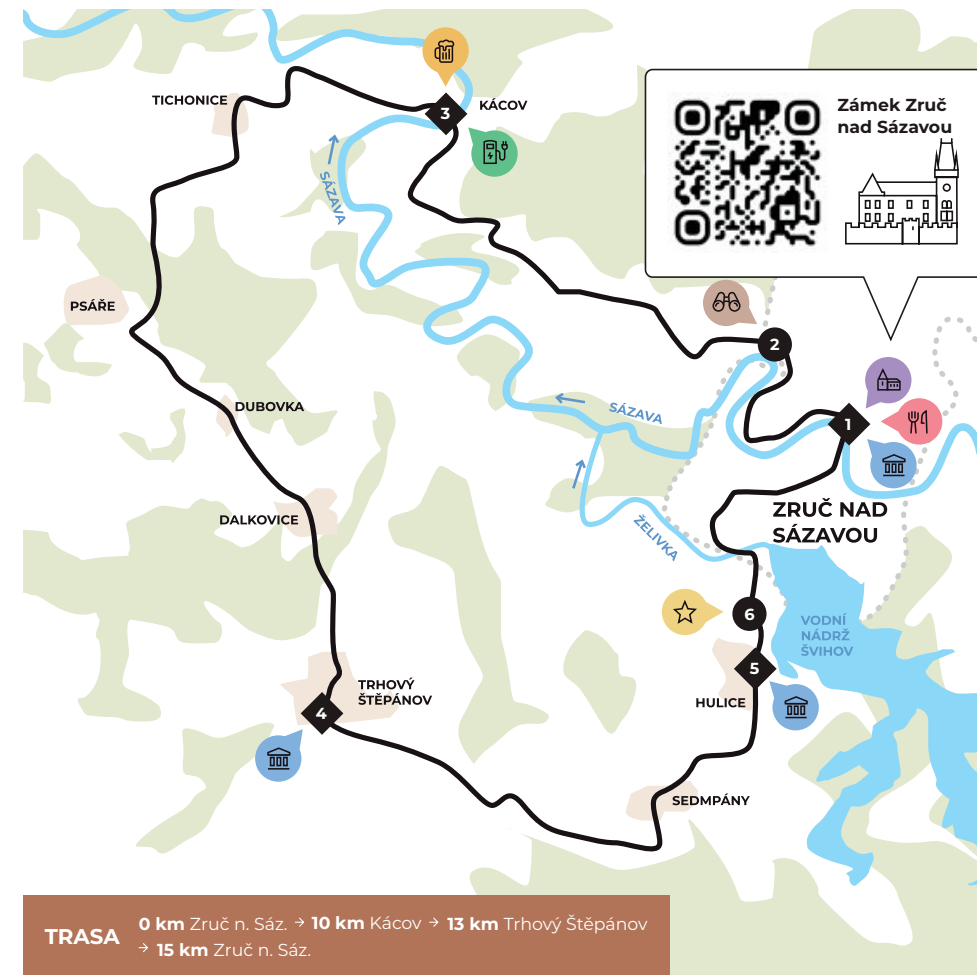 TICHONICE
3
KÁCOV
Zámek Zruč
nad Sázavou
SÁZAVA
PSÁŘE
2
DUBOVKA
SÁZAVA
1
DALKOVICE
ZRUČ NAD
SÁZAVOU
ŽELIVKA
6
VODNÍ
NÁDRŽ
ŠVIHOV
5
TRHOVÝ
ŠTĚPÁNOV
HULICE
4
SEDMPÁNY
TRASA
0 km Zruč n. Sáz. → 10 km Kácov → 13 km Trhový Štěpánov
→ 15 km Zruč n. Sáz.